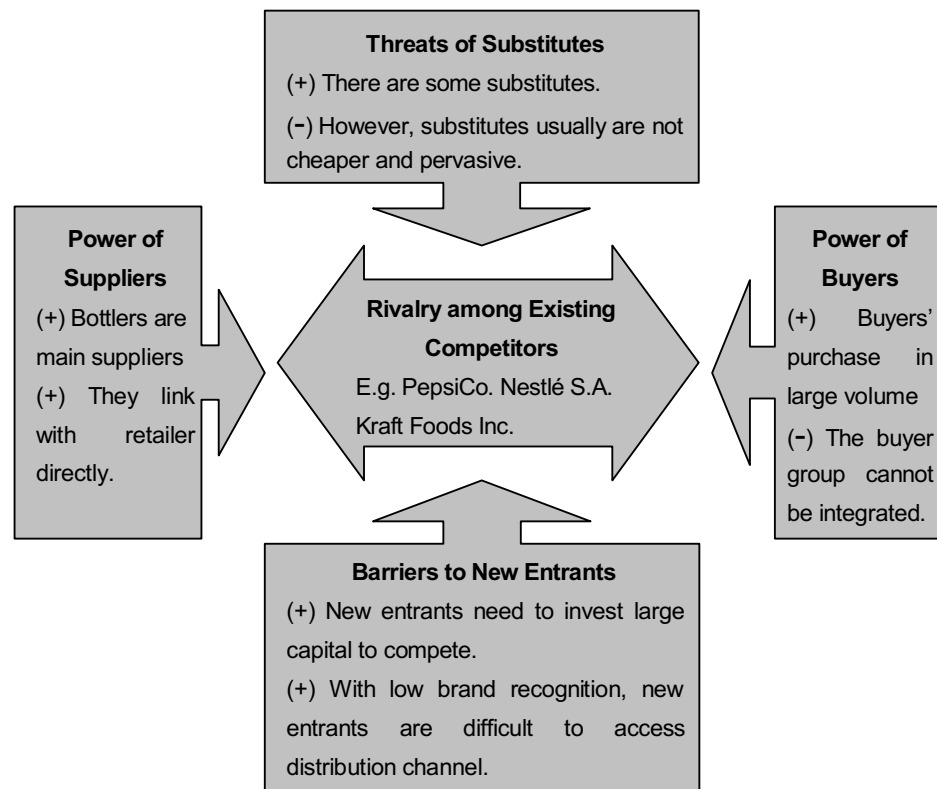 Threats of Substitutes
(+) There are some substitutes.
(-) However, substitutes usually are not
cheaper and pervasive.
Power of
Suppliers
(+) Bottlers are
main suppliers
(+) They link
with retailer
directly.
Rivalry among Existing
Competitors
E.g. PepsiCo. Nestlé S.A.
Kraft Foods Inc.
Power of
Buyers
(+) Buyers’
purchase in
large volume
(-) The buyer
group cannot
be integrated.
Barriers to New Entrants
(+) New entrants need to invest large
capital to compete.
(+) With low brand recognition, new
entrants are difficult to access
distribution channel.